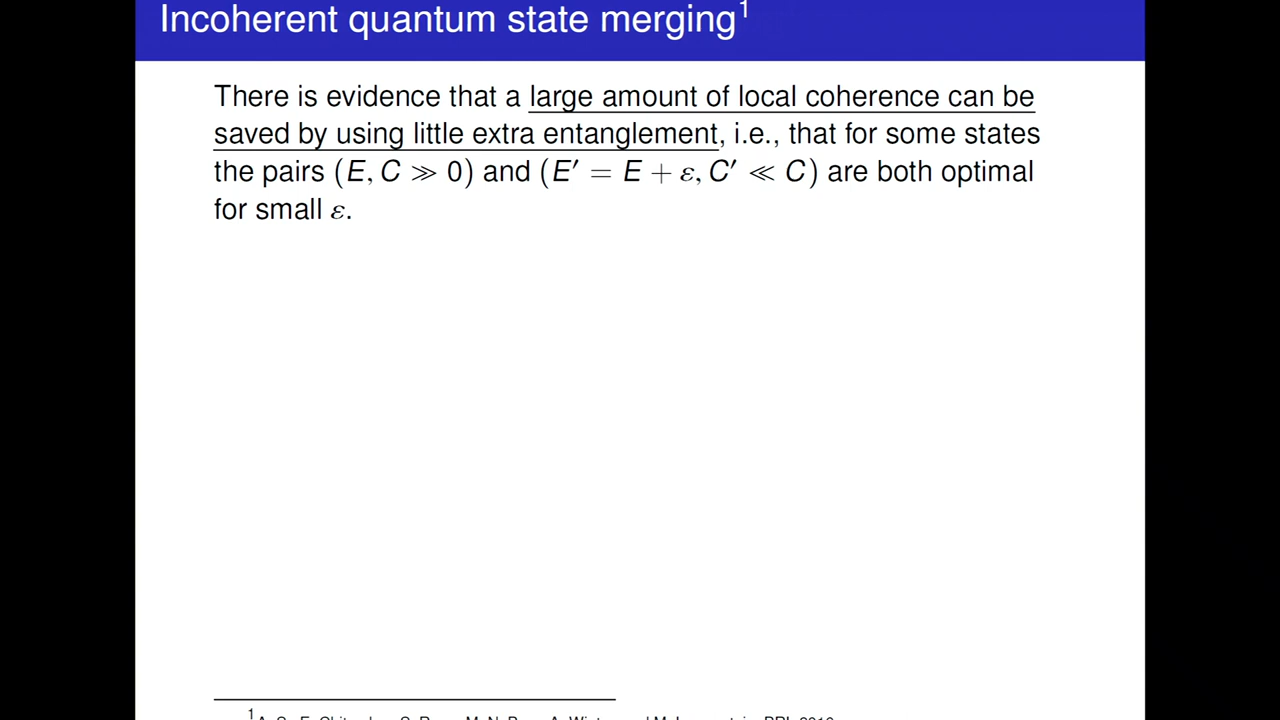 Incoherent quantum state merging¹
There is evidence that a large amount of local coherence can be
saved by using little extra entanglement, i.e., that for some states
the pairs (E, C ≫ 0) and (E′ = E + ε, C′ ≪ C) are both optimal
for small ε.